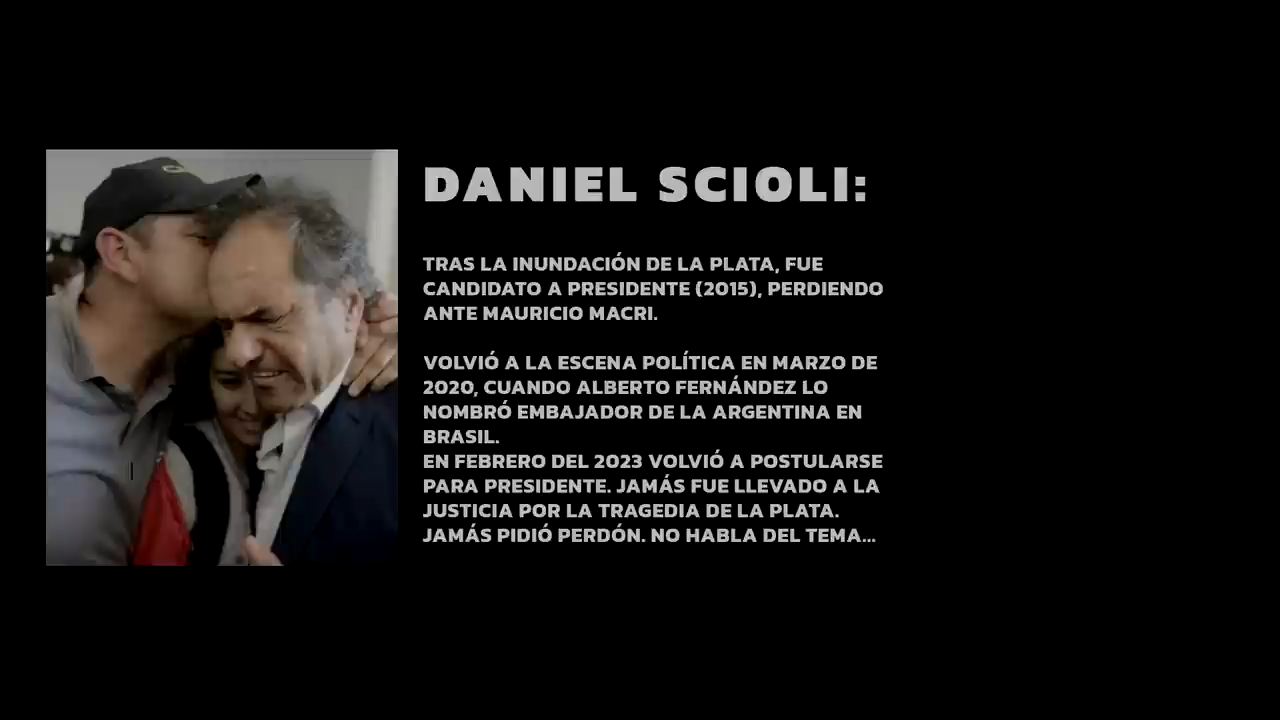 DANIEL SCIOLI:
TRAS LA INUNDACIÓN DE LA PLATA, FUE
CANDIDATO A PRESIDENTE (2015), PERDIENDO
ANTE MAURICIO MACRI.
VOLVIÓ A LA ESCENA POLÍTICA EN MARZO DE
2020, CUANDO ALBERTO FERNÁNDEZ LO
NOMBRÓ EMBAJADOR DE LA ARGENTINA EN
BRASIL.
EN FEBRERO DEL 2023 VOLVIÓ A POSTULARSE
PARA PRESIDENTE. JAMÁS FUE LLEVADO A LA
JUSTICIA POR LA TRAGEDIA DE LA PLATA.
JAMÁS PIDIÓ PERDÓN. NO HABLA DEL TEMA...